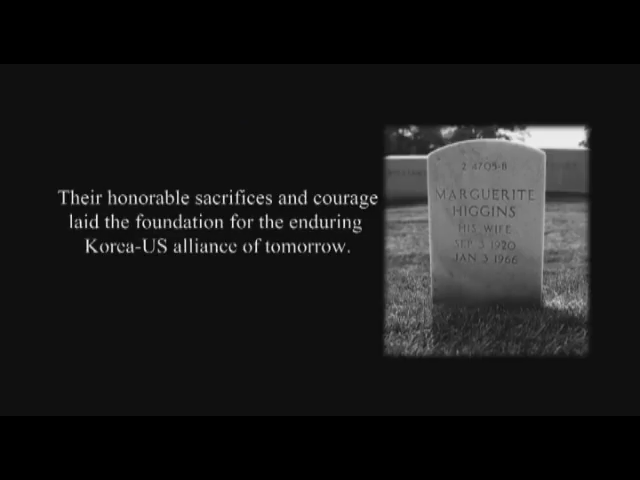 Their honorable sacrifices and courage
laid the foundation for the enduring
Korea-US alliance of tomorrow.
2 4705-B
MARGUERITE
HIGGINS
HIS WIFE
SEP 3 1920
JAN 3 1966